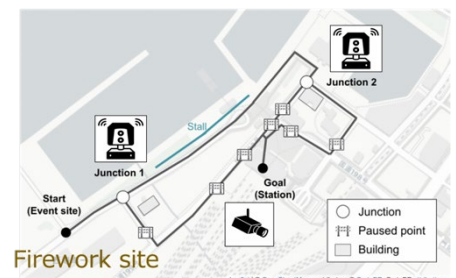 Junction 2
Stall
Junction 1
Start
(Event site)
Goal
(Station)
Firework site
Junction
Paused point
Building